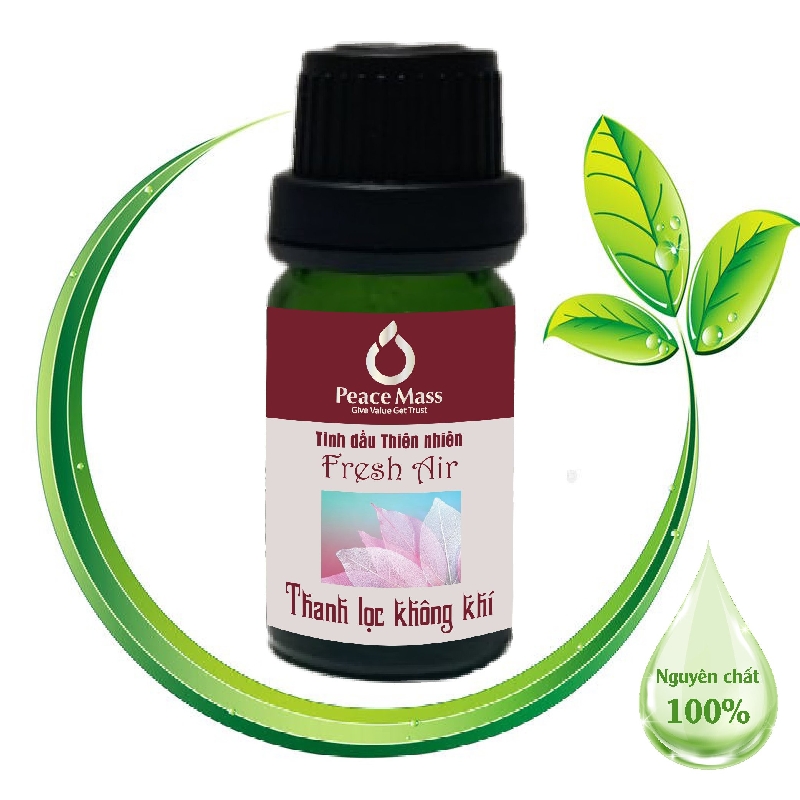 Peace Mass
Give Value Get Trust
Tinh dầu Thiên nhiên
Fresh Air
Thanh lọc không khí
Nguyên chất
100%